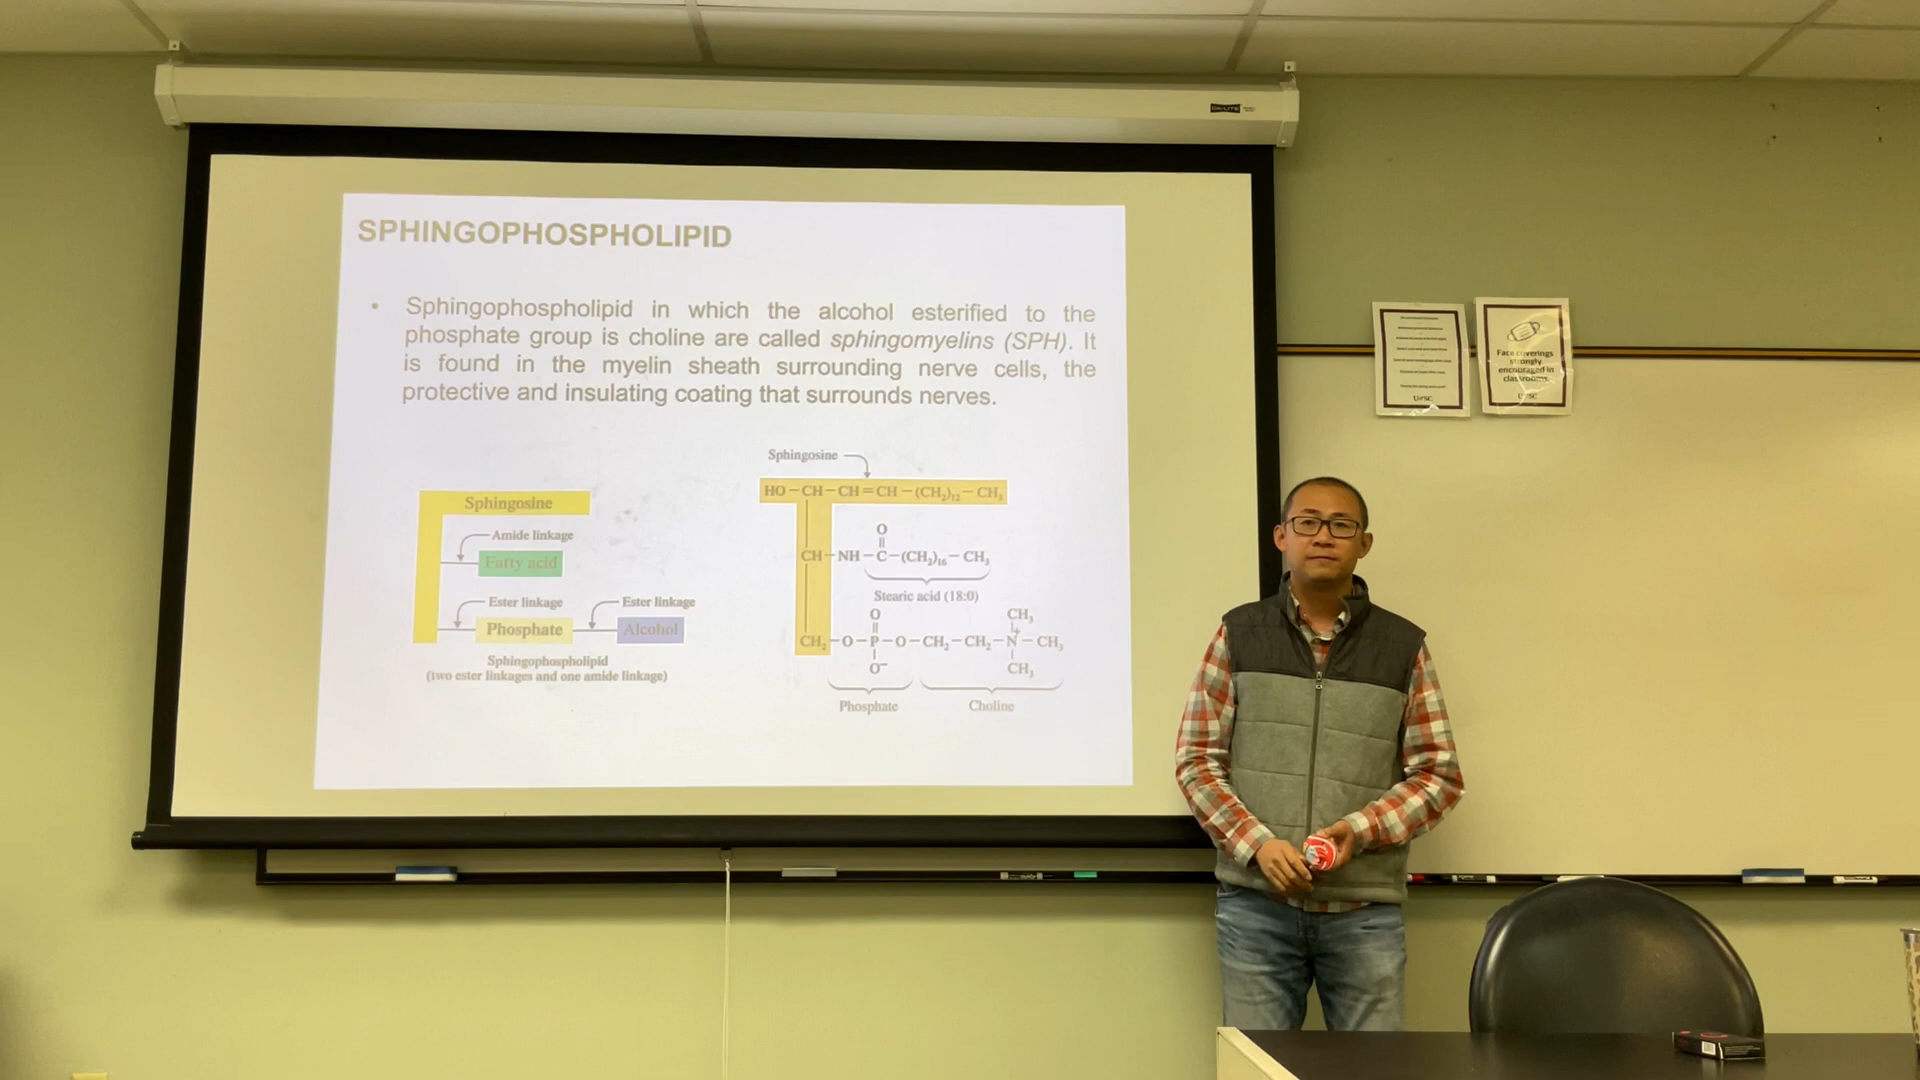 DA-LITE
SPHINGOPHOSPHOLIPID
• Sphingophospholipid in which the alcohol esterified to the
phosphate group is choline are called sphingomyelins (SPH). It
is found in the myelin sheath surrounding nerve cells, the
protective and insulating coating that surrounds nerves.
Sphingosine
Amide linkage
Fatty acid
Ester linkage
Ester linkage
Phosphate
Alcohol
Sphingophospholipid
(two ester linkages and one amide linkage)
Sphingosine
HO—CH—CH=CH—(CH₂)₁₂—CH₃
O
CH—NH—C—(CH₂)₁₆—CH₃
Stearic acid (18:0)
O CH₃
CH₂—O—P—O—CH₂—CH₂—N⁺—CH₃
O⁻ CH₃
Phosphate
Choline
Face coverings
strongly
encouraged in
classrooms.